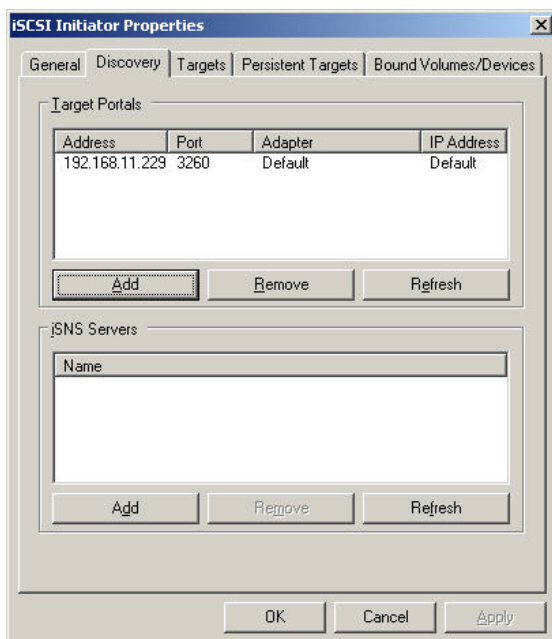 iSCSI Initiator Properties
General Discovery Targets Persistent Targets Bound Volumes/Devices
Target Portals
Address Port Adapter IP Address
192.168.11.229 3260 Default Default
Add Remove Refresh
iSNS Servers
Name
Add Remove Refresh
OK Cancel Apply